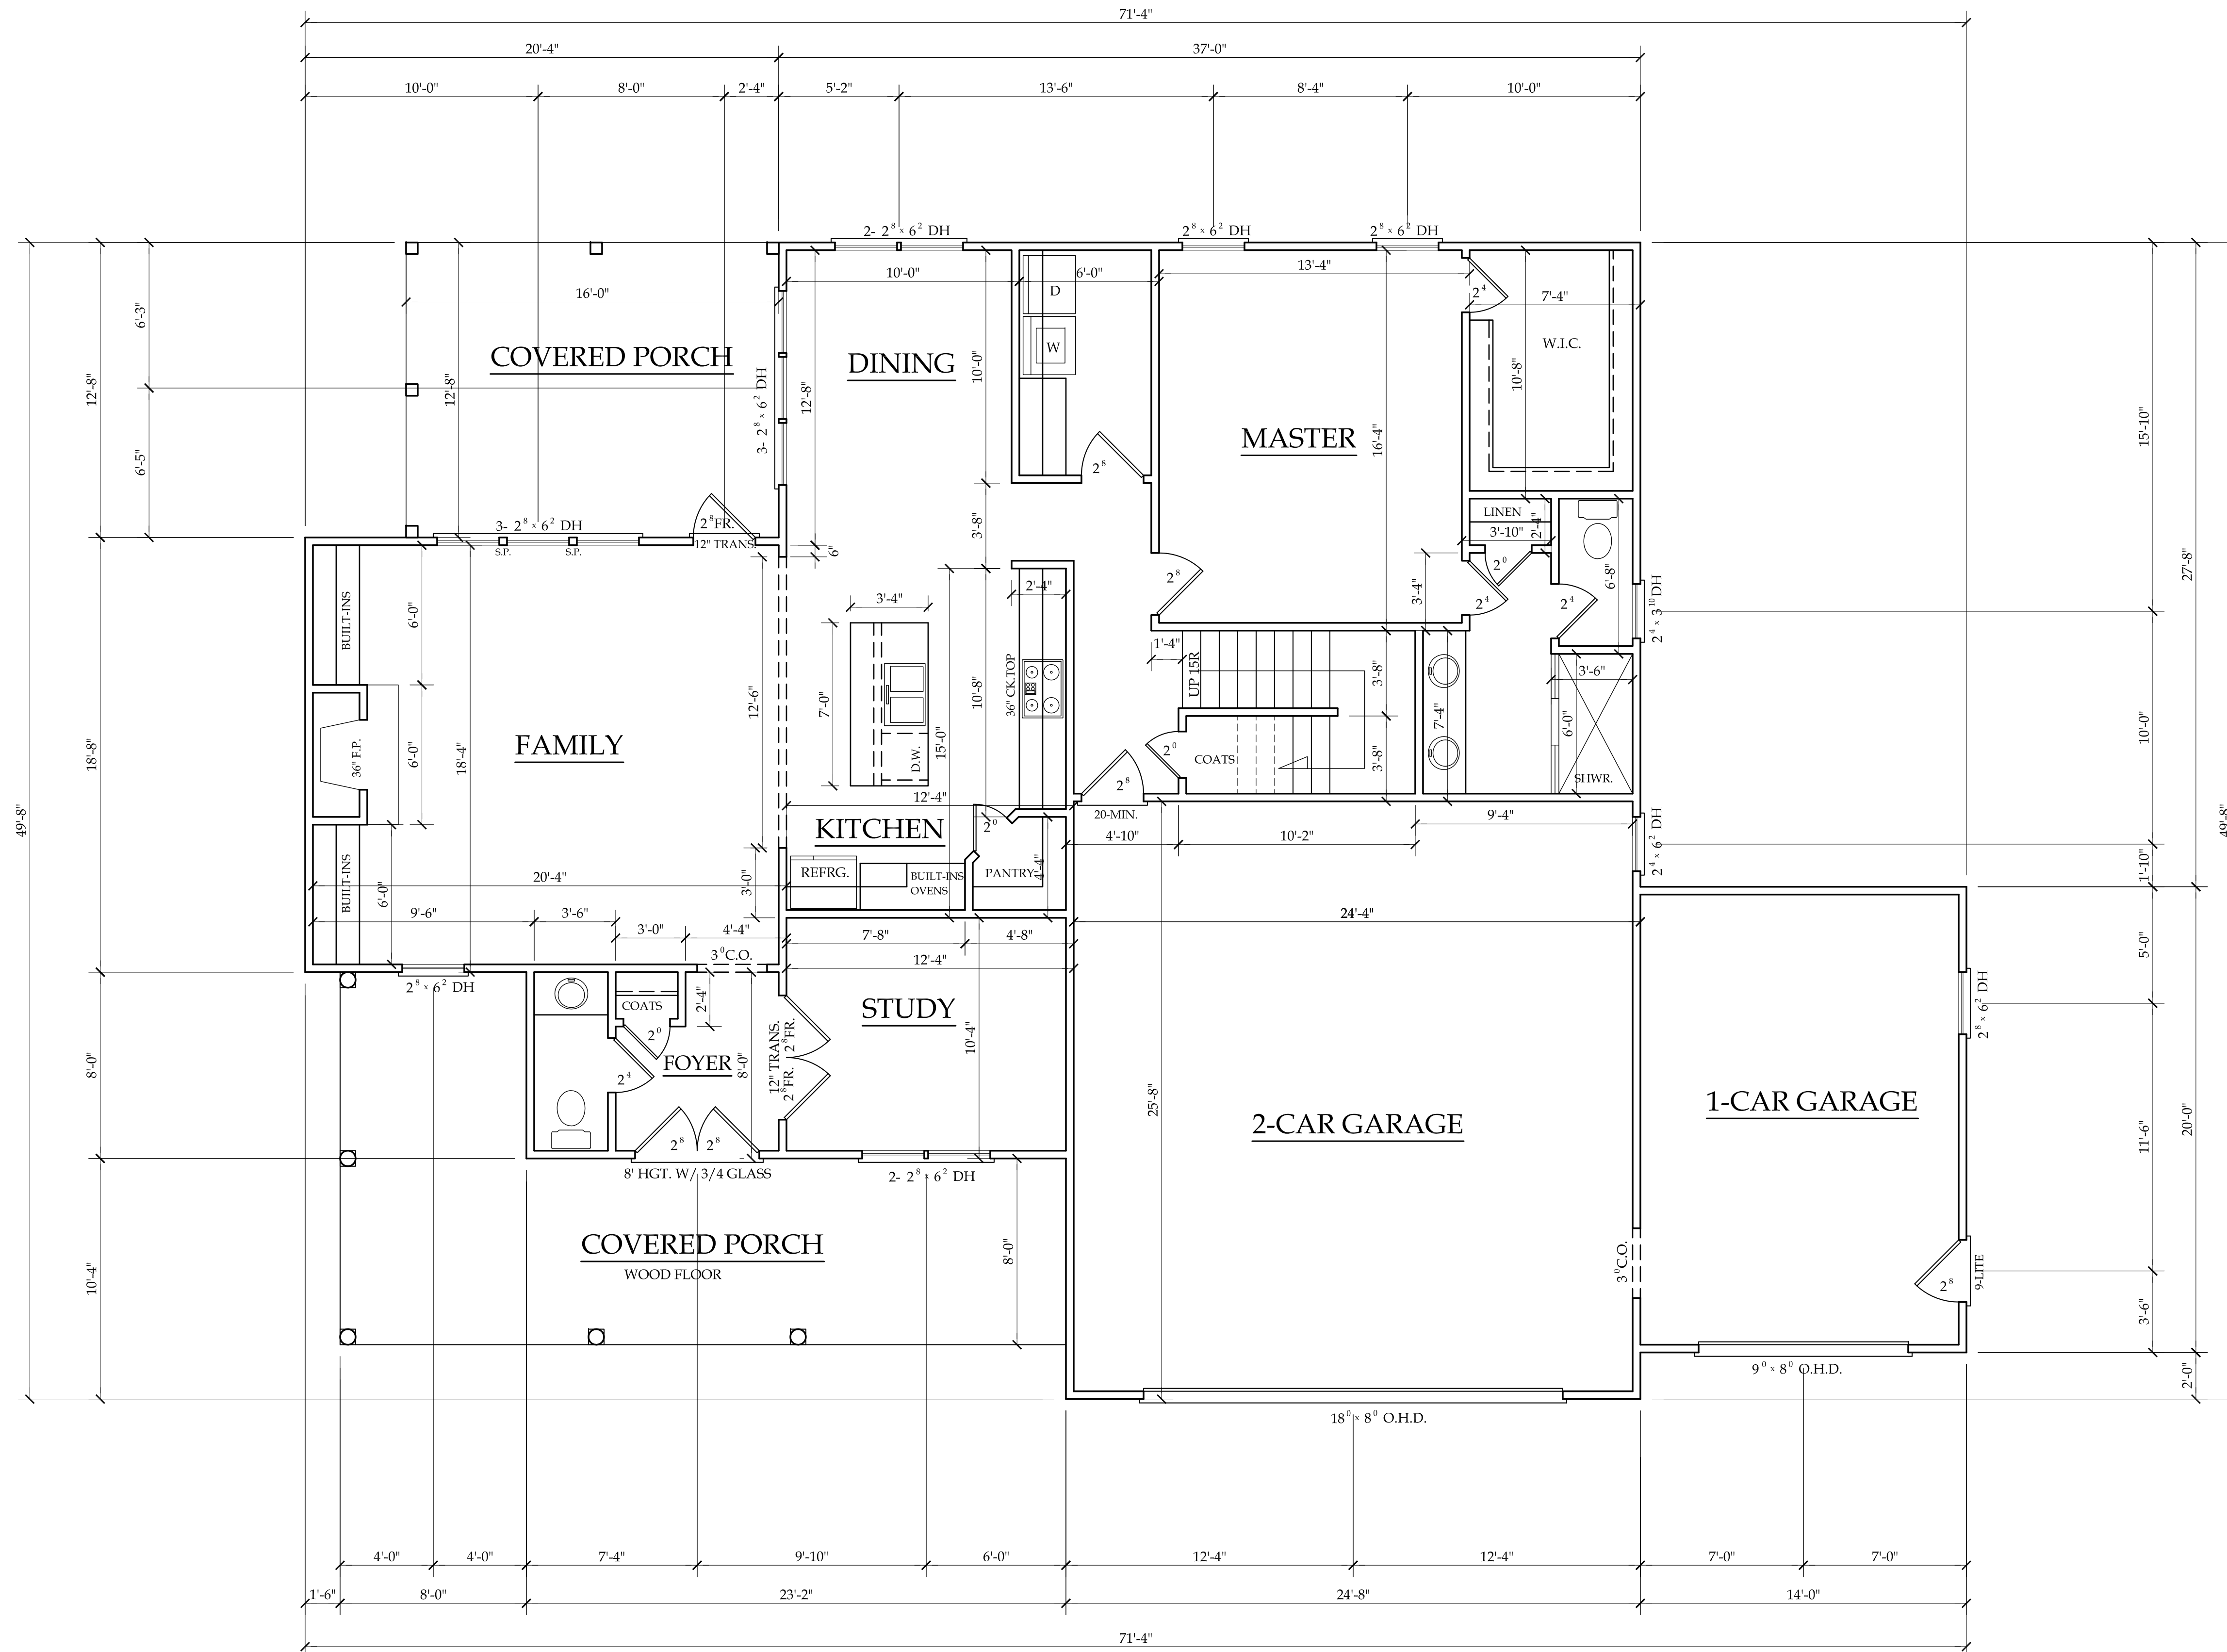 71'-4"
20'-4" 37'-0"
10'-0" 8'-0" 2'-4" 5'-2" 13'-6" 8'-4" 10'-0"
2- 2⁸ x 6² DH 2⁸ x 6² DH 2⁸ x 6² DH
10'-0" 6'-0" 13'-4"
16'-0" D 2⁴ 7'-4"
6'-3"
W W.I.C.
COVERED PORCH DINING
12'-8" 12'-8" 3- 2⁸ x 6² DH 12'-8" 10'-0" 10'-8"
MASTER 16'-4" 15'-10"
6'-5" 2⁸
27'-8"
3- 2⁸ x 6² DH 2⁸ FR. 3'-8" LINEN
S.P. S.P. 12" TRANS. 6" 3'-10" 2'-4"
2⁸ 2⁰ 6'-8"
2'-4" 3'-4" 2⁴ 2⁴ 2⁴ x 3¹⁰ DH
BUILT-INS 6'-0" 3'-4"
1'-4"
UP 15R 3'-8" 3'-6"
12'-6" 7'-0" 10'-8" 36" CK.TOP 7'-4" 6'-0" 10'-0"
FAMILY
18'-8" 36" F.P. 6'-0" 18'-4" D.W. 15'-0" 2⁰ COATS 3'-8"
SHWR.
49'-8" 2⁸ 49'-8"
12'-4" 20-MIN. 9'-4"
KITCHEN 2⁰ 4'-10" 10'-2" 2⁴ x 6² DH
REFRG. BUILT-INS PANTRY 4'-4" 1'-10"
OVENS
BUILT-INS 6'-0" 20'-4" 3'-0"
9'-6" 3'-6" 24'-4"
3'-0" 4'-4" 7'-8" 4'-8" 5'-0"
3⁰ C.O. 12'-4"
2⁸ x 6² DH COATS 2'-4" STUDY 2⁸ x 6² DH
2⁰ 12" TRANS. 2⁸ FR. 10'-4"
8'-0" FOYER 8'-0"
2⁴ 2⁸ FR. 25'-8" 1-CAR GARAGE
2-CAR GARAGE 11'-6" 20'-0"
2⁸ 2⁸
8' HGT. W/ 3/4 GLASS 2- 2⁸ x 6² DH
COVERED PORCH 8'-0"
WOOD FLOOR 3⁰ C.O. 9-LITE
10'-4" 2⁸
3'-6"
9⁰ x 8⁰ O.H.D. 2'-0"
18⁰ x 8⁰ O.H.D.
4'-0" 4'-0" 7'-4" 9'-10" 6'-0" 12'-4" 12'-4" 7'-0" 7'-0"
1'-6" 8'-0" 23'-2" 24'-8" 14'-0"
71'-4"